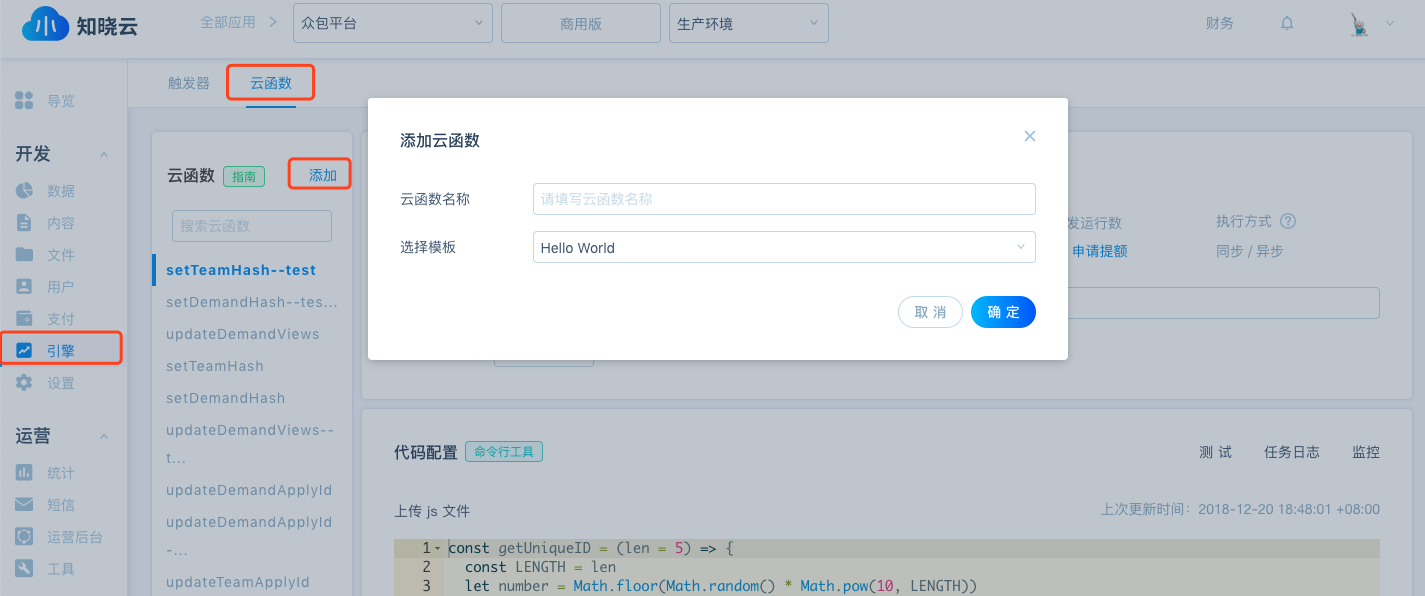 知晓云
全部应用
众包平台
商用版
生产环境
财务
触发器
云函数
导览
开发
数据
内容
文件
用户
支付
引擎
设置
运营
统计
短信
运营后台
工具
云函数
指南
添加
搜索云函数
setTeamHash--test
setDemandHash--tes...
updateDemandViews
setTeamHash
setDemandHash
updateDemandViews--
t...
updateDemandApplyId
updateDemandApplyId
-...
updateTeamApplyId
添加云函数
云函数名称
请填写云函数名称
选择模板
Hello World
取 消
确 定
发运行数
申请提额
执行方式
同步 / 异步
代码配置
命令行工具
测 试
任务日志
监控
上传 js 文件
上次更新时间：2018-12-20 18:48:01 +08:00
1 const getUniqueID = (len = 5) => {
2 const LENGTH = len
3 let number = Math.floor(Math.random() * Math.pow(10, LENGTH))